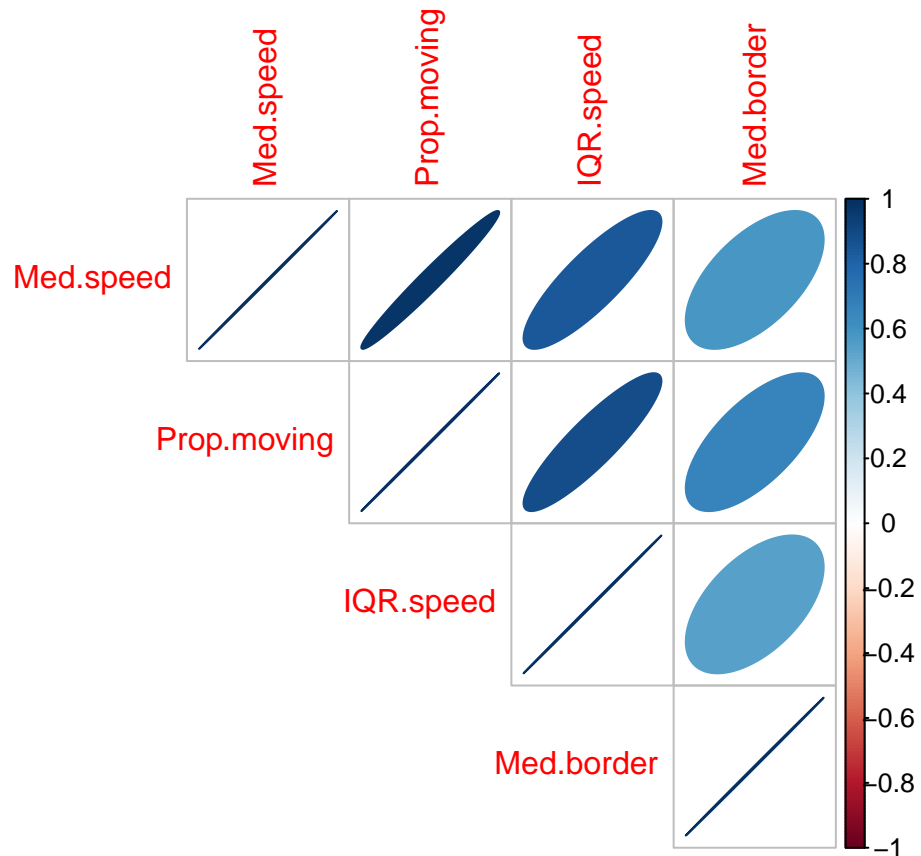 Med.speed
Prop.moving
IQR.speed
Med.border
Med.speed
Prop.moving
IQR.speed
Med.border
1
0.8
0.6
0.4
0.2
0
−0.2
−0.4
−0.6
−0.8
−1